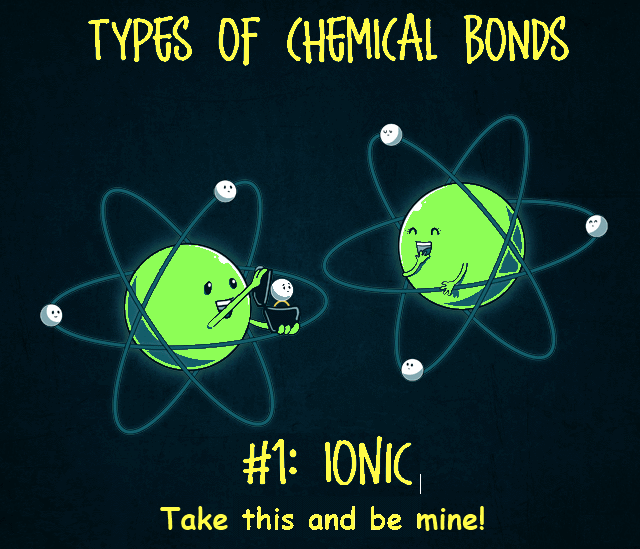 TYPES OF CHEMICAL BONDS
#1: IONIC
Take this and be mine!